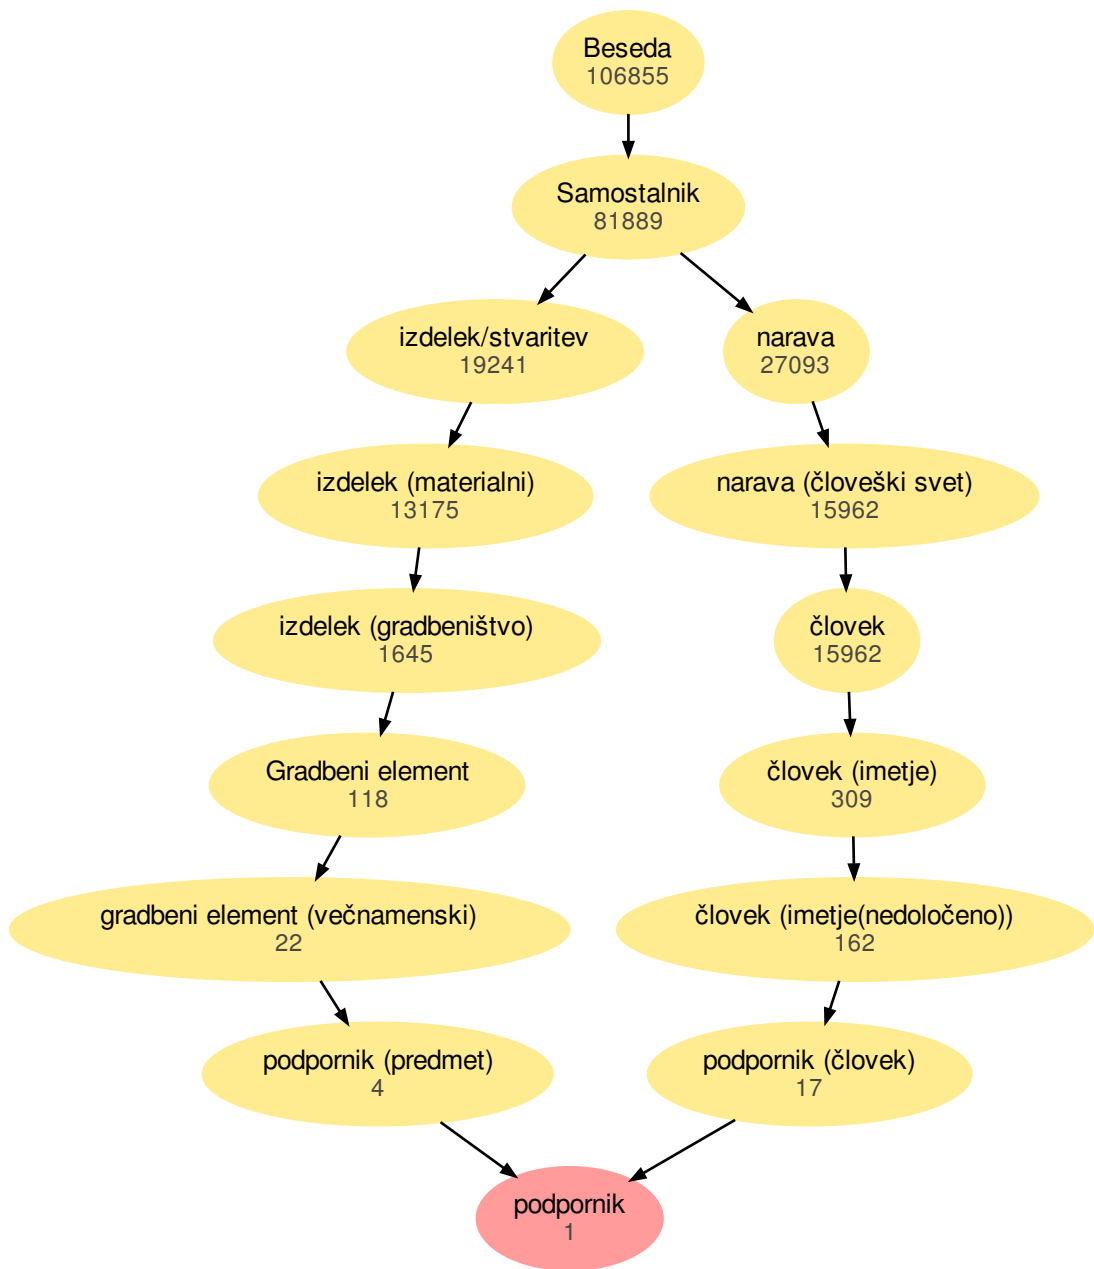 Beseda
106855
Samostalnik
81889
izdelek/stvaritev
19241
narava
27093
izdelek (materialni)
13175
narava (človeški svet)
15962
izdelek (gradbeništvo)
1645
človek
15962
Gradbeni element
118
človek (imetje)
309
gradbeni element (večnamenski)
22
človek (imetje(nedoločeno))
162
podpornik (predmet)
4
podpornik (človek)
17
podpornik
1